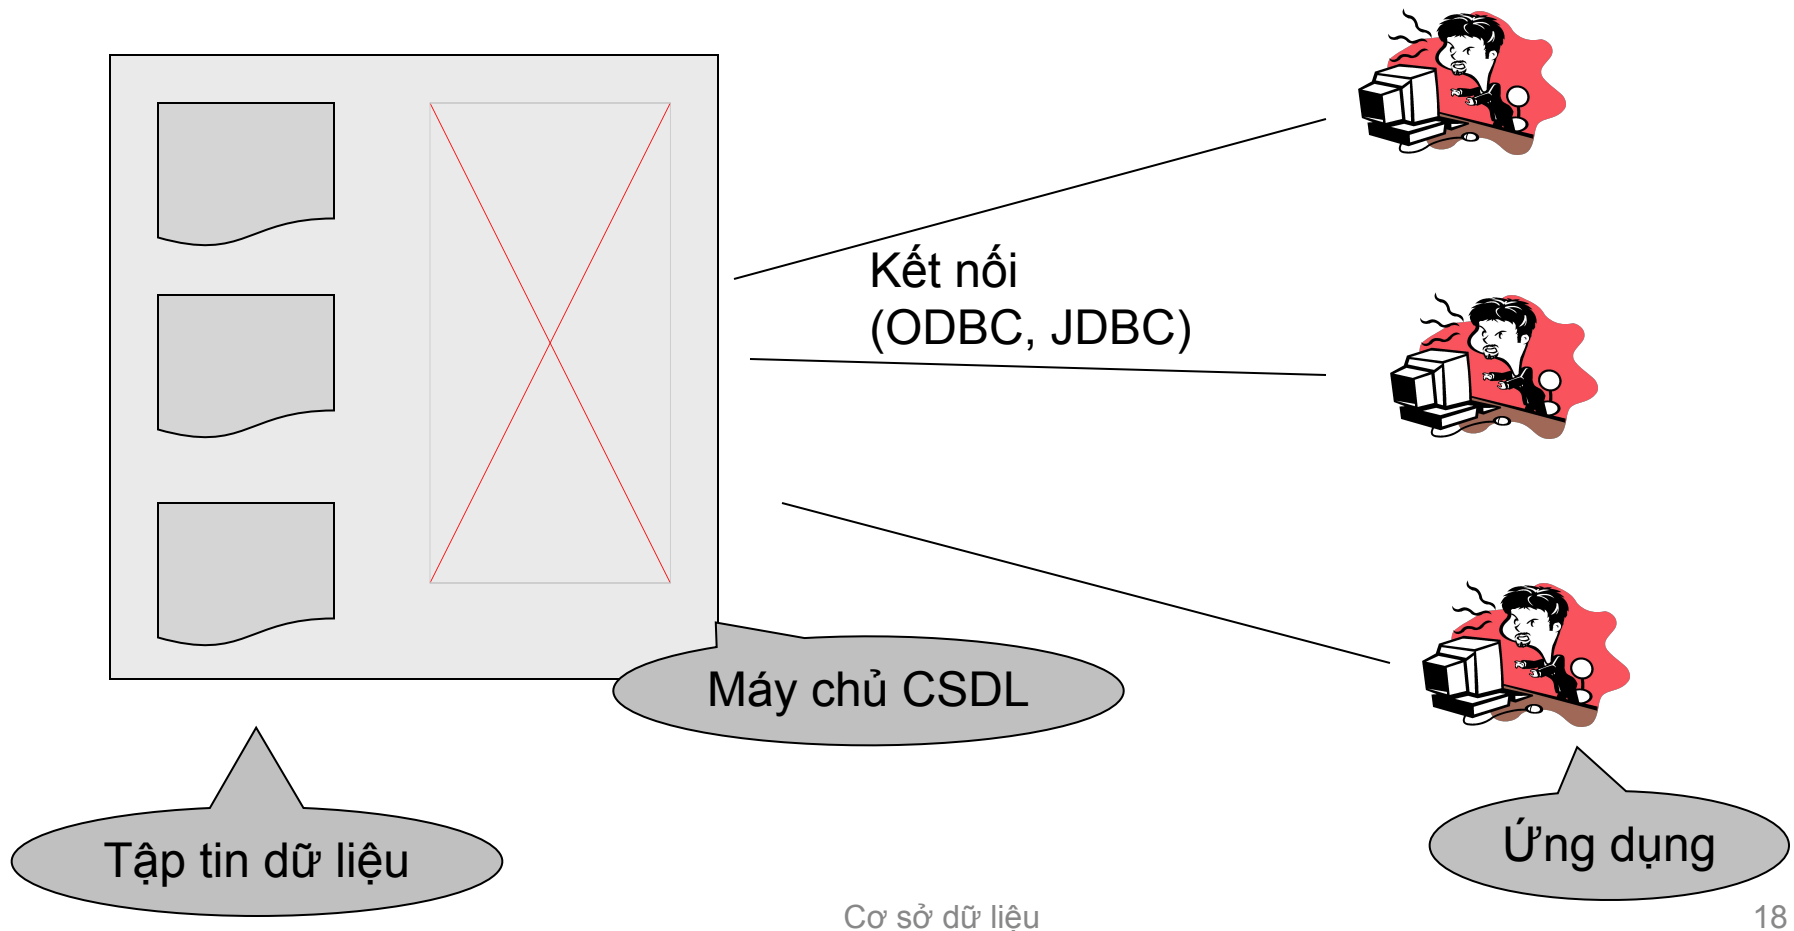 Kết nối
(ODBC, JDBC)
Máy chủ CSDL
Tập tin dữ liệu
Ứng dụng
Cơ sở dữ liệu
18